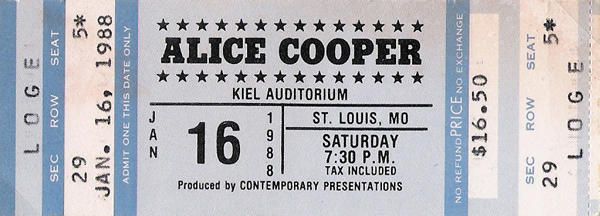 LOGE
SEC ROW SEAT
29 5*
JAN. 16, 1988
ADMIT ONE THIS DATE ONLY
ALICE COOPER
KIEL AUDITORIUM
JAN 16 1988
ST. LOUIS, MO
SATURDAY
7:30 P.M.
TAX INCLUDED
Produced by CONTEMPORARY PRESENTATIONS
NO REFUND PRICE NO EXCHANGE
$16.50
SEC ROW SEAT
29 5*
LOGE